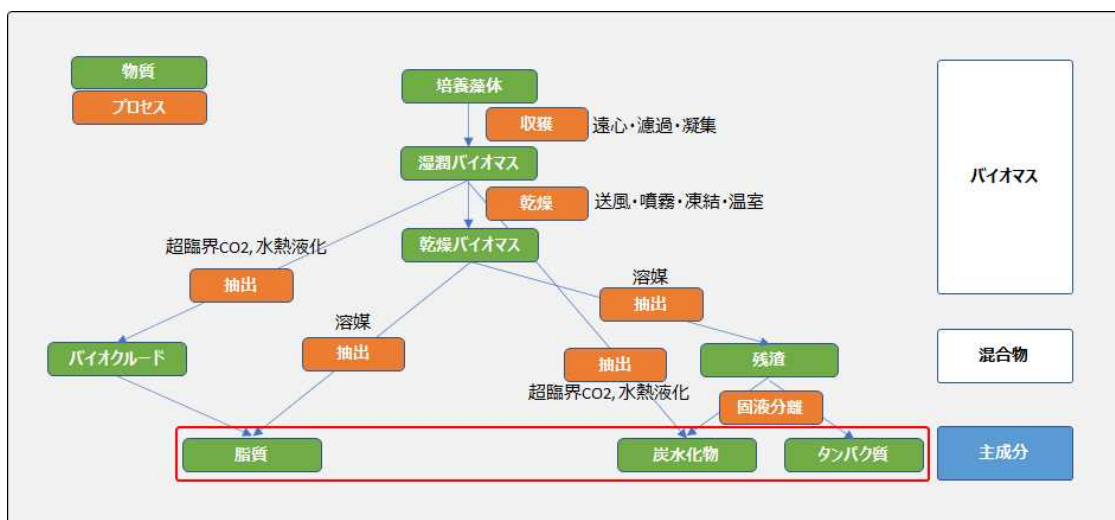 物質
プロセス
培養藻体
収獲
遠心・濾過・凝集
湿潤バイオマス
バイオマス
乾燥
送風・噴霧・凍結・温室
超臨界CO2, 水熱液化
乾燥バイオマス
抽出
溶媒
抽出
溶媒
抽出
バイオクルード
抽出
超臨界CO2, 水熱液化
残渣
混合物
固液分離
脂質
炭水化物
タンパク質
主成分